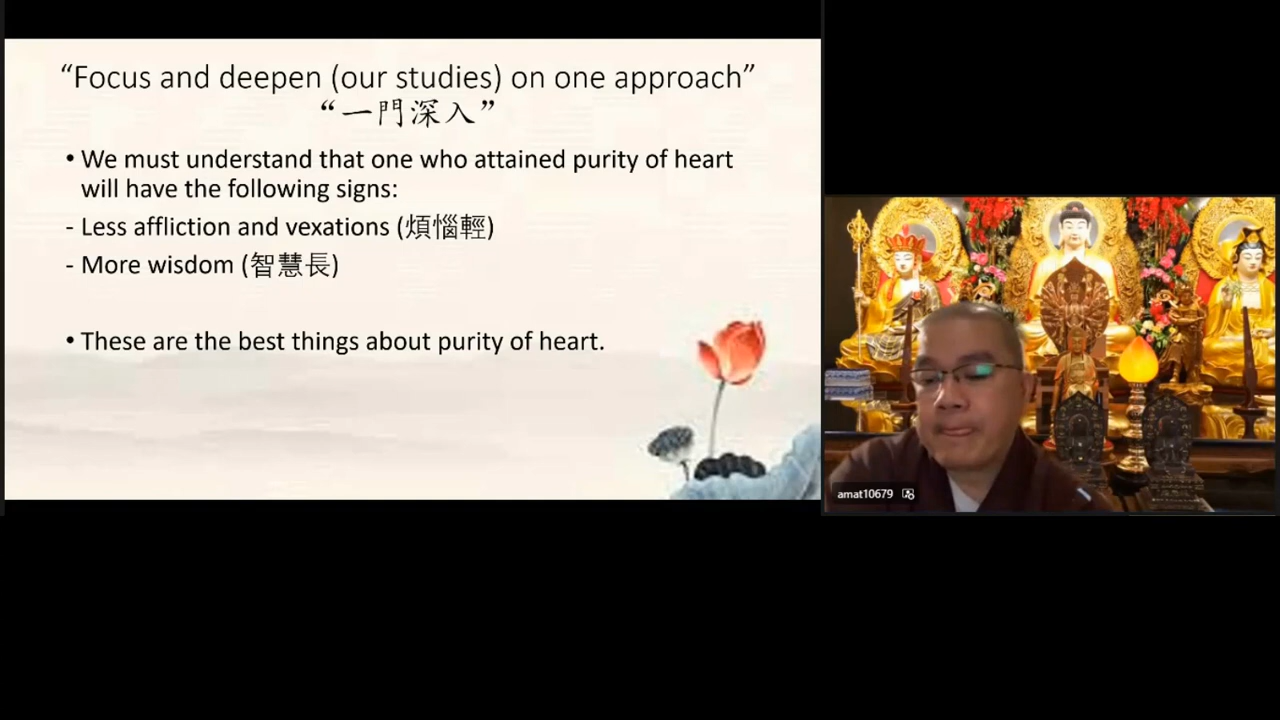 “Focus and deepen (our studies) on one approach”
“一門深入”
• We must understand that one who attained purity of heart
will have the following signs:
- Less affliction and vexations (煩惱輕)
- More wisdom (智慧長)
• These are the best things about purity of heart.
amat10679